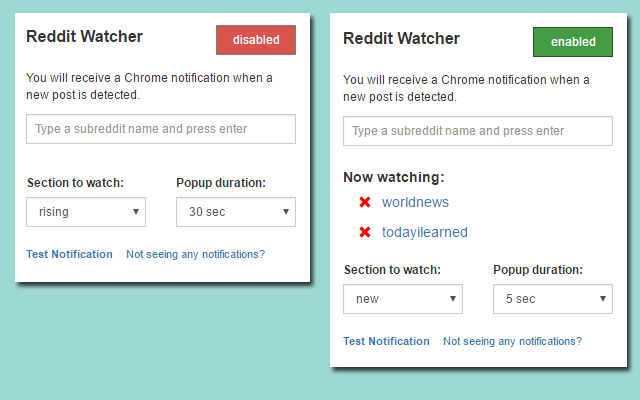 Reddit Watcher
disabled
You will receive a Chrome notification when a
new post is detected.
Type a subreddit name and press enter
Section to watch:
Popup duration:
rising
30 sec
Test Notification
Not seeing any notifications?
Reddit Watcher
enabled
You will receive a Chrome notification when a
new post is detected.
Type a subreddit name and press enter
Now watching:
worldnews
todayilearned
Section to watch:
Popup duration:
new
5 sec
Test Notification
Not seeing any notifications?